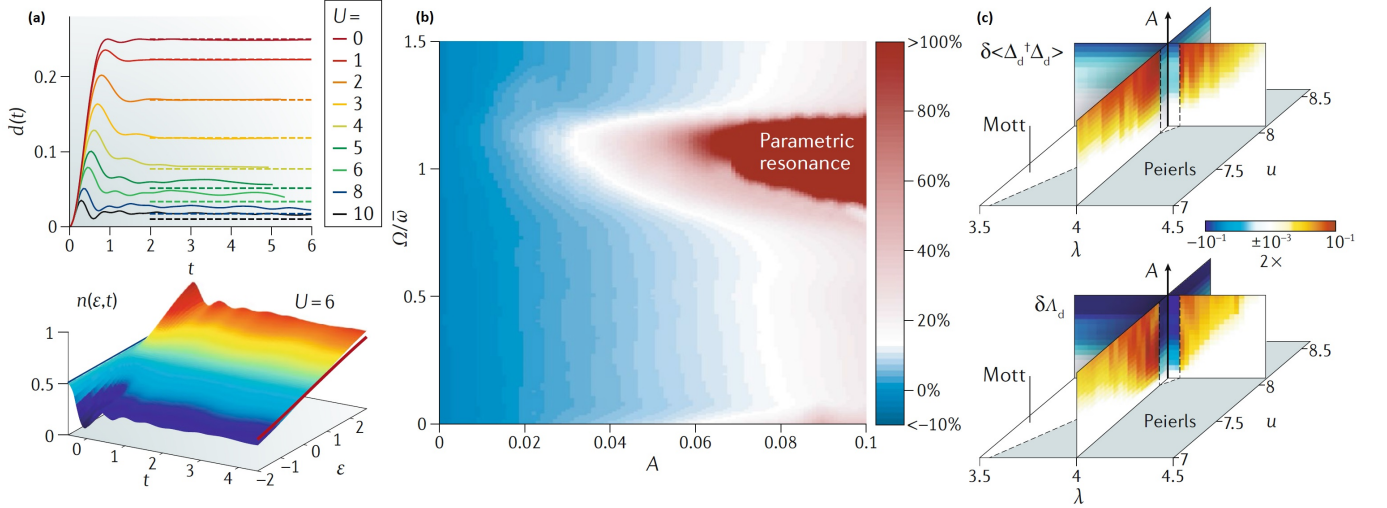 (a)
U =
0
1
2
3
4
5
6
8
10
d(t)
0.2
0.1
0
0 1 2 3 4 5 6
t
n(ε,t)
U = 6
1
0.5
0
0 1 2 3 4
t
−2 −1 0 1 2
ε
(b)
1.5
1
0.5
0
Ω/ω̄
0 0.02 0.04 0.06 0.08 0.1
A
Parametric
resonance
>100%
80%
60%
40%
20%
0%
<−10%
(c)
A
δ<Δd†Δd>
Mott
Peierls
8.5
8
7.5
7
u
3.5 4 4.5
λ
−10⁻¹ ±10⁻³ 10⁻¹
2 ×
A
δΛd
Mott
Peierls
8.5
8
7.5
7
u
3.5 4 4.5
λ